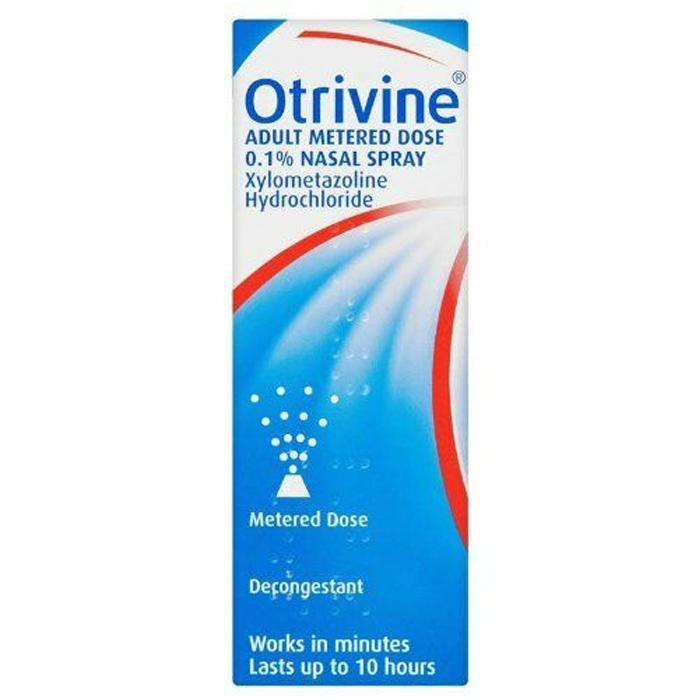 Otrivine®
ADULT METERED DOSE
0.1% NASAL SPRAY
Xylometazoline
Hydrochloride
Metered Dose
Decongestant
Works in minutes
Lasts up to 10 hours